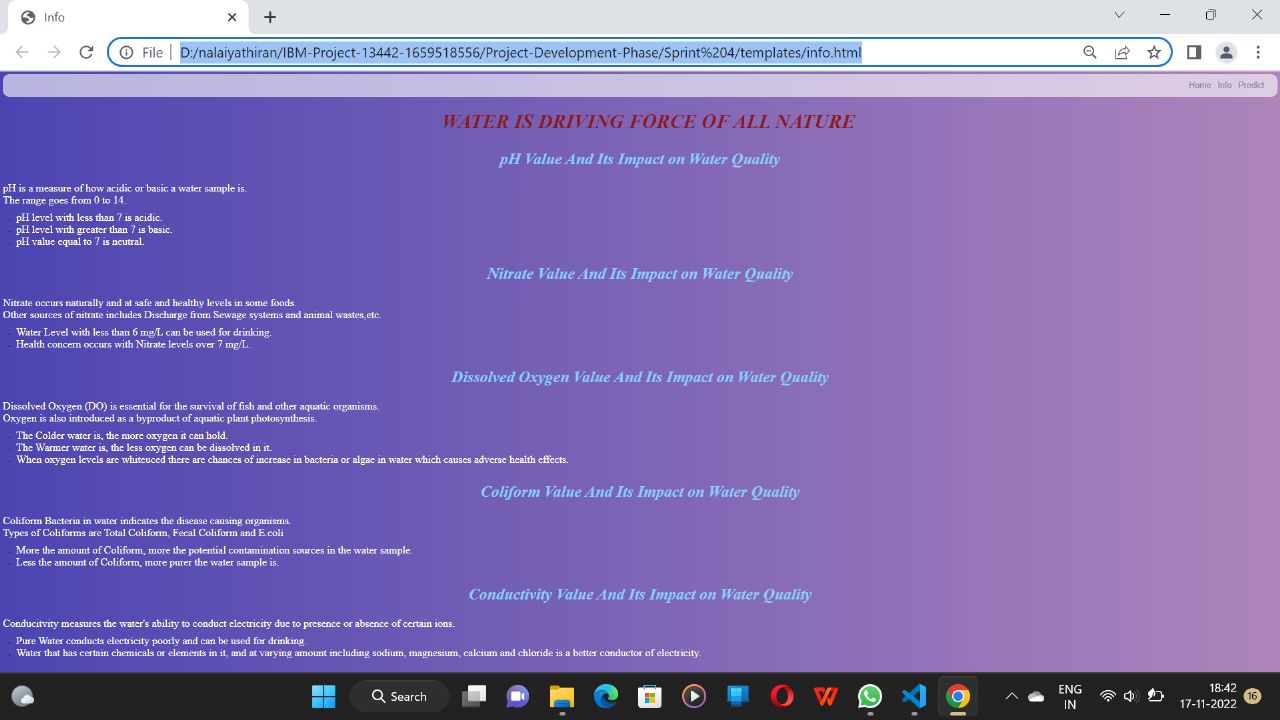 Info
File
D:/nalaiyathiran/IBM-Project-13442-1659518556/Project-Development-Phase/Sprint%204/templates/info.html
Home Info Predict
WATER IS DRIVING FORCE OF ALL NATURE
pH Value And Its Impact on Water Quality
pH is a measure of how acidic or basic a water sample is.
The range goes from 0 to 14.
pH level with less than 7 is acidic.
pH level with greater than 7 is basic.
pH value equal to 7 is neutral.
Nitrate Value And Its Impact on Water Quality
Nitrate occurs naturally and at safe and healthy levels in some foods.
Other sources of nitrate includes Discharge from Sewage systems and animal wastes,etc.
Water Level with less than 6 mg/L can be used for drinking.
Health concern occurs with Nitrate levels over 7 mg/L.
Dissolved Oxygen Value And Its Impact on Water Quality
Dissolved Oxygen (DO) is essential for the survival of fish and other aquatic organisms.
Oxygen is also introduced as a byproduct of aquatic plant photosynthesis.
The Colder water is, the more oxygen it can hold.
The Warmer water is, the less oxygen can be dissolved in it.
When oxygen levels are whiteuced there are chances of increase in bacteria or algae in water which causes adverse health effects.
Coliform Value And Its Impact on Water Quality
Coliform Bacteria in water indicates the disease causing organisms.
Types of Coliforms are Total Coliform, Fecal Coliform and E.coli
More the amount of Coliform, more the potential contamination sources in the water sample.
Less the amount of Coliform, more purer the water sample is.
Conductivity Value And Its Impact on Water Quality
Conducitvity measures the water's ability to conduct electricity due to presence or absence of certain ions.
Pure Water conducts electricity poorly and can be used for drinking.
Water that has certain chemicals or elements in it, and at varying amount including sodium, magnesium, calcium and chloride is a better conductor of electricity.
Search
ENG
IN
18:42
17-11-2022
16